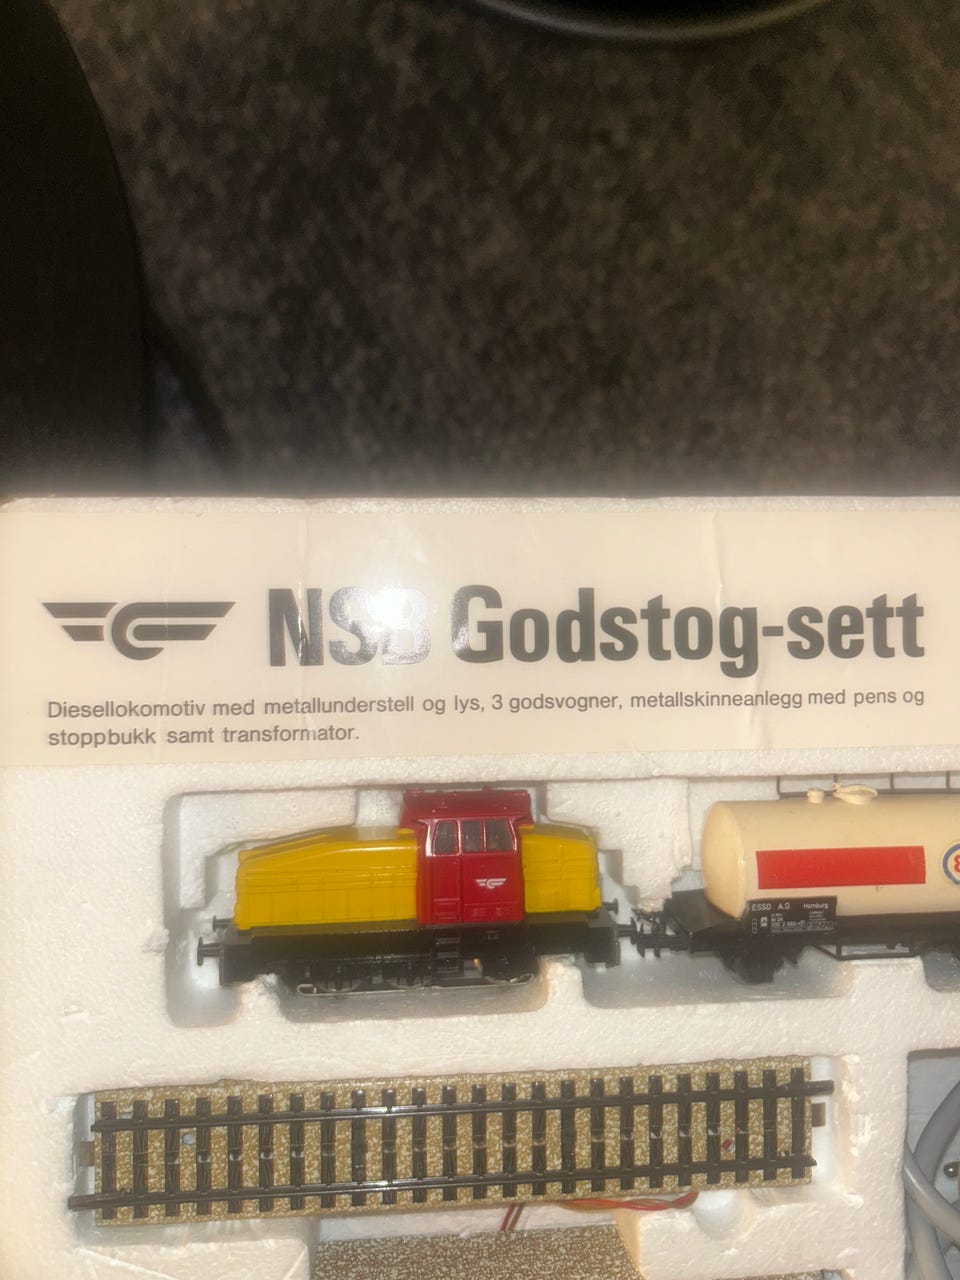 NSB Godstog-sett
Diesellokomotiv med metallunderstell og lys, 3 godsvogner, metallskinneanlegg med pens og
stoppbukk samt transformator.
ESSO A.G. Hamburg